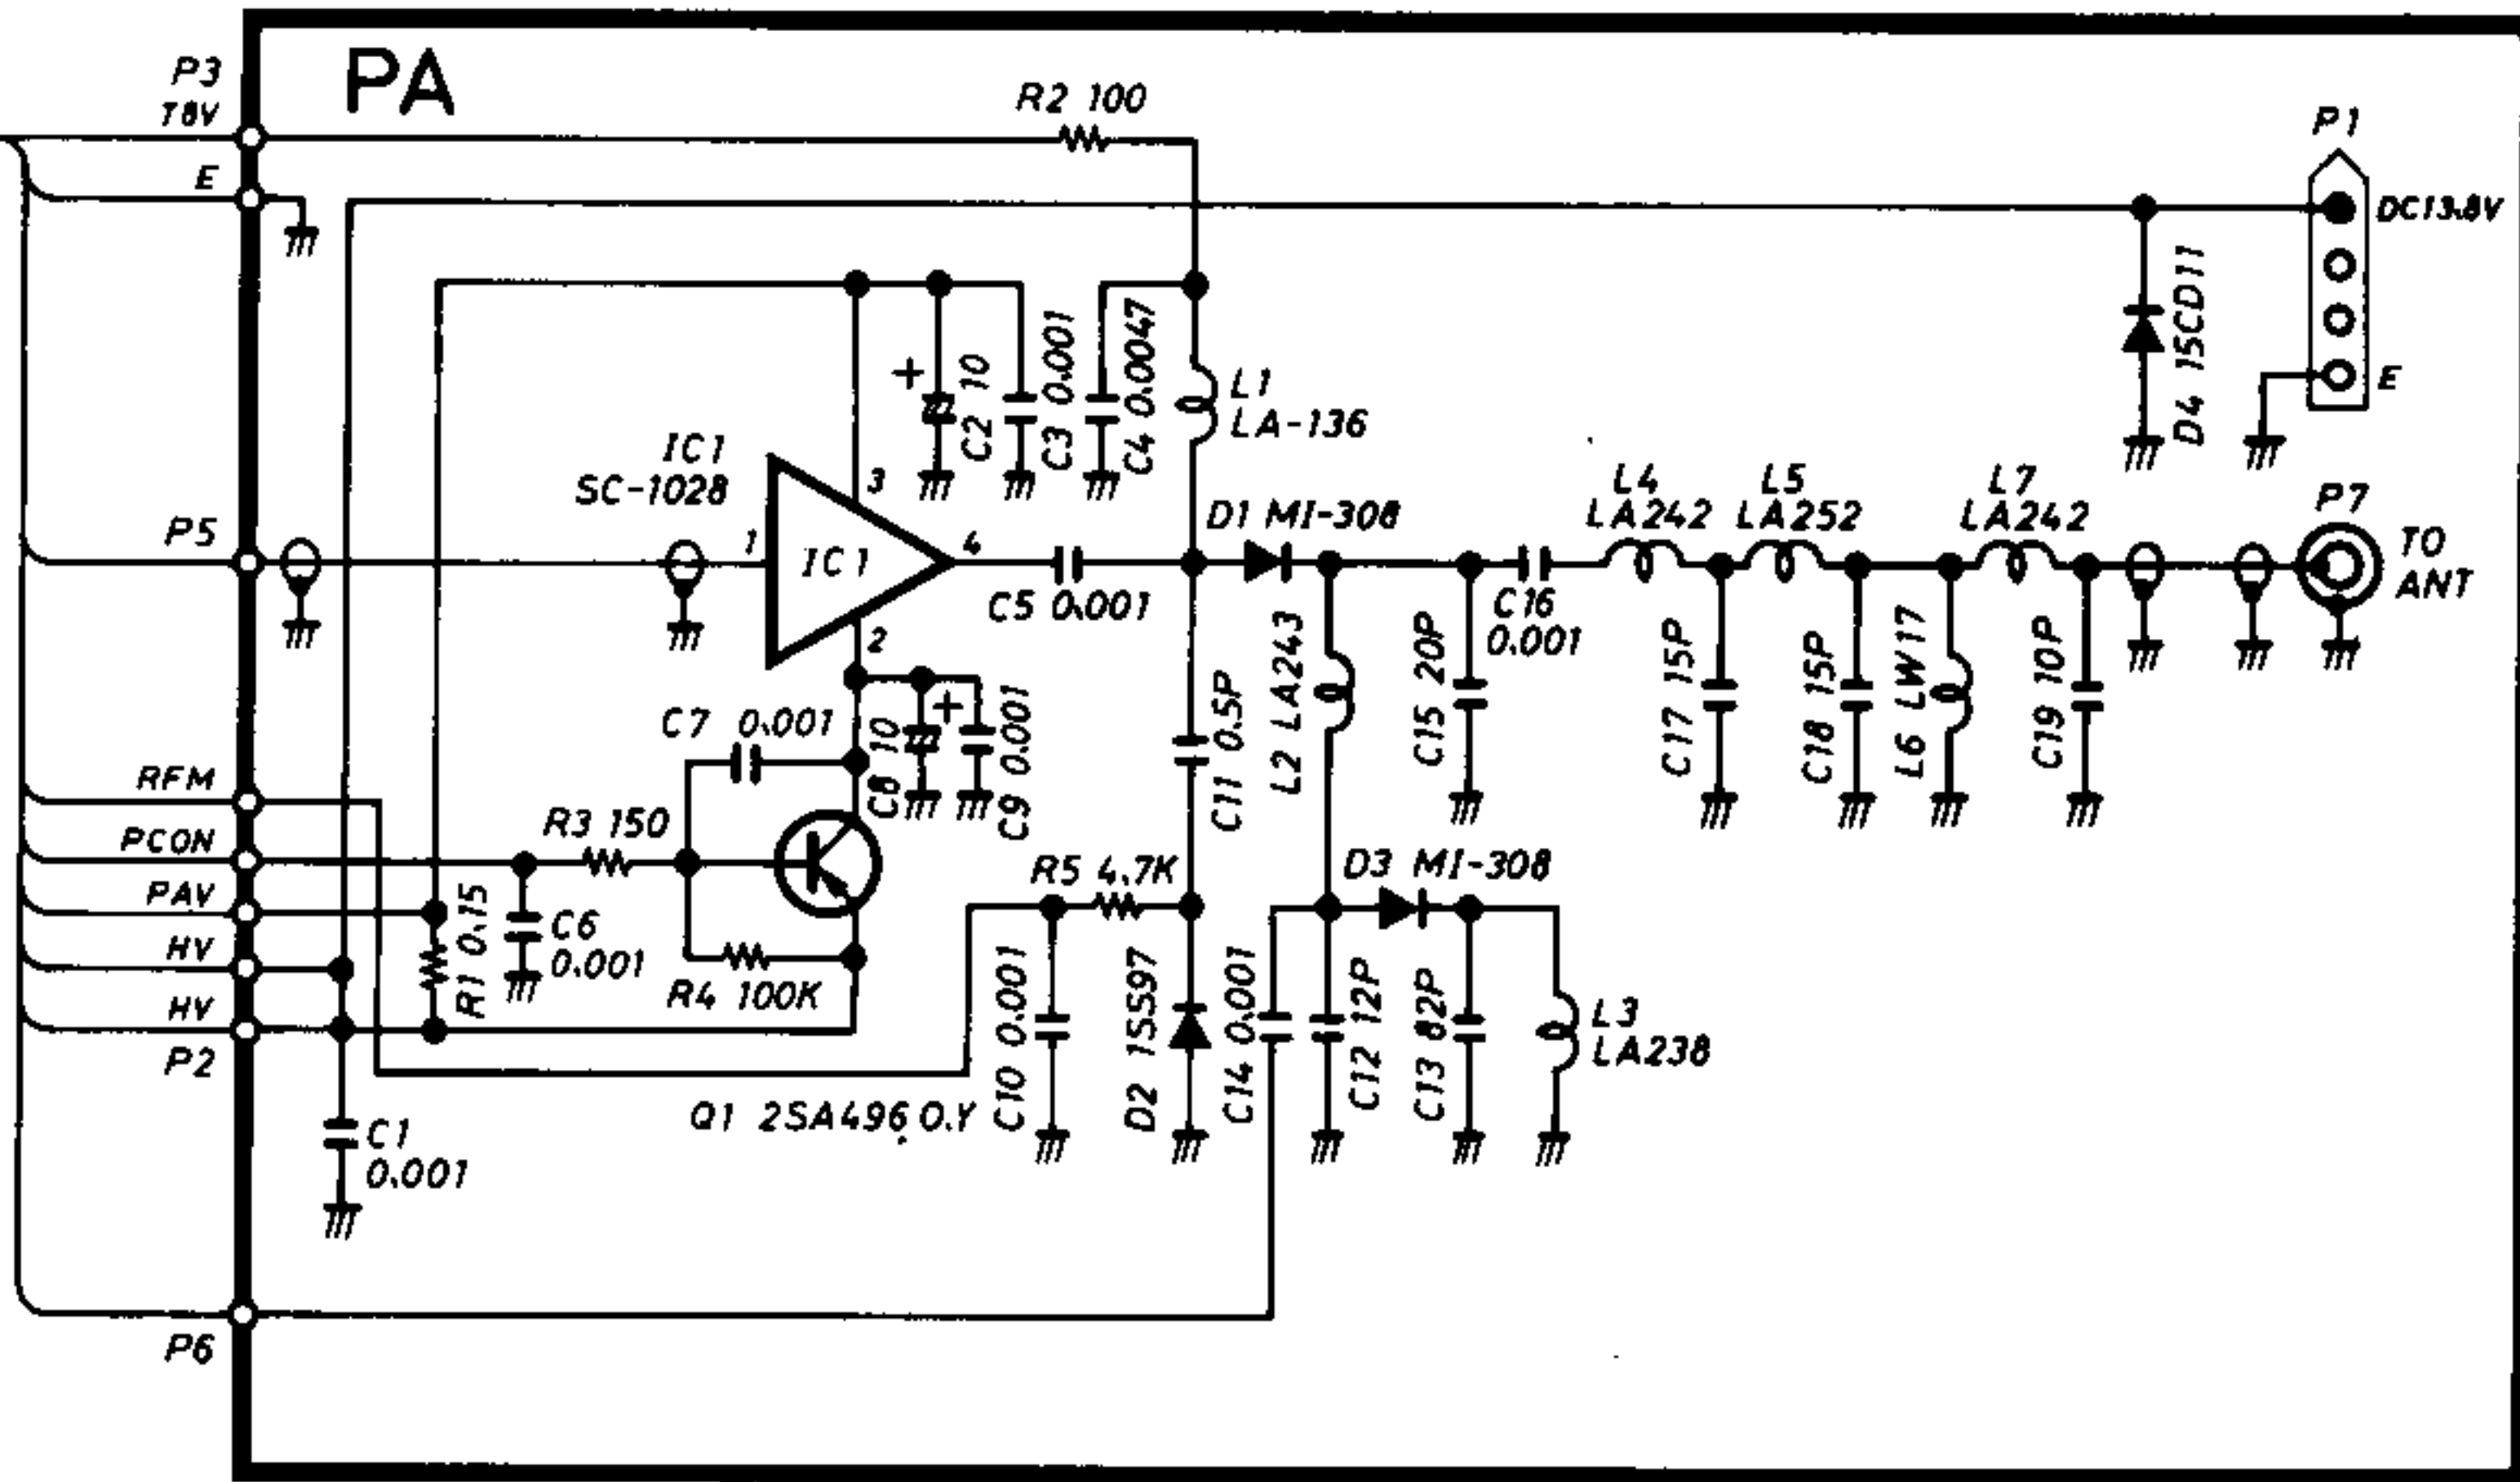 PA
P3
T8V
E
R2 100
P1
DC13.8V
E
D4 15CD11
C2 10
+
C3 0.001
C4 0.0047
L1
LA-136
IC1
SC-1028
3
P5
1
IC1
4
2
C5 0.001
D1 MI-308
L4
LA242
L5
LA252
L7
LA242
P7
TO
ANT
C16
0.001
C15 20P
C17 15P
C18 15P
L6 LW17
C19 10P
L2 LA243
C11 0.5P
C7 0.001
C8 10
+
C9 0.001
RFM
PCON
PAV
HV
HV
P2
R3 150
R1 0.15
C6
0.001
R4 100K
R5 4.7K
D3 MI-308
C10 0.001
D2 1SS97
C14 0.001
C12 12P
C13 82P
L3
LA238
Q1 2SA496 O.Y
C1
0.001
P6